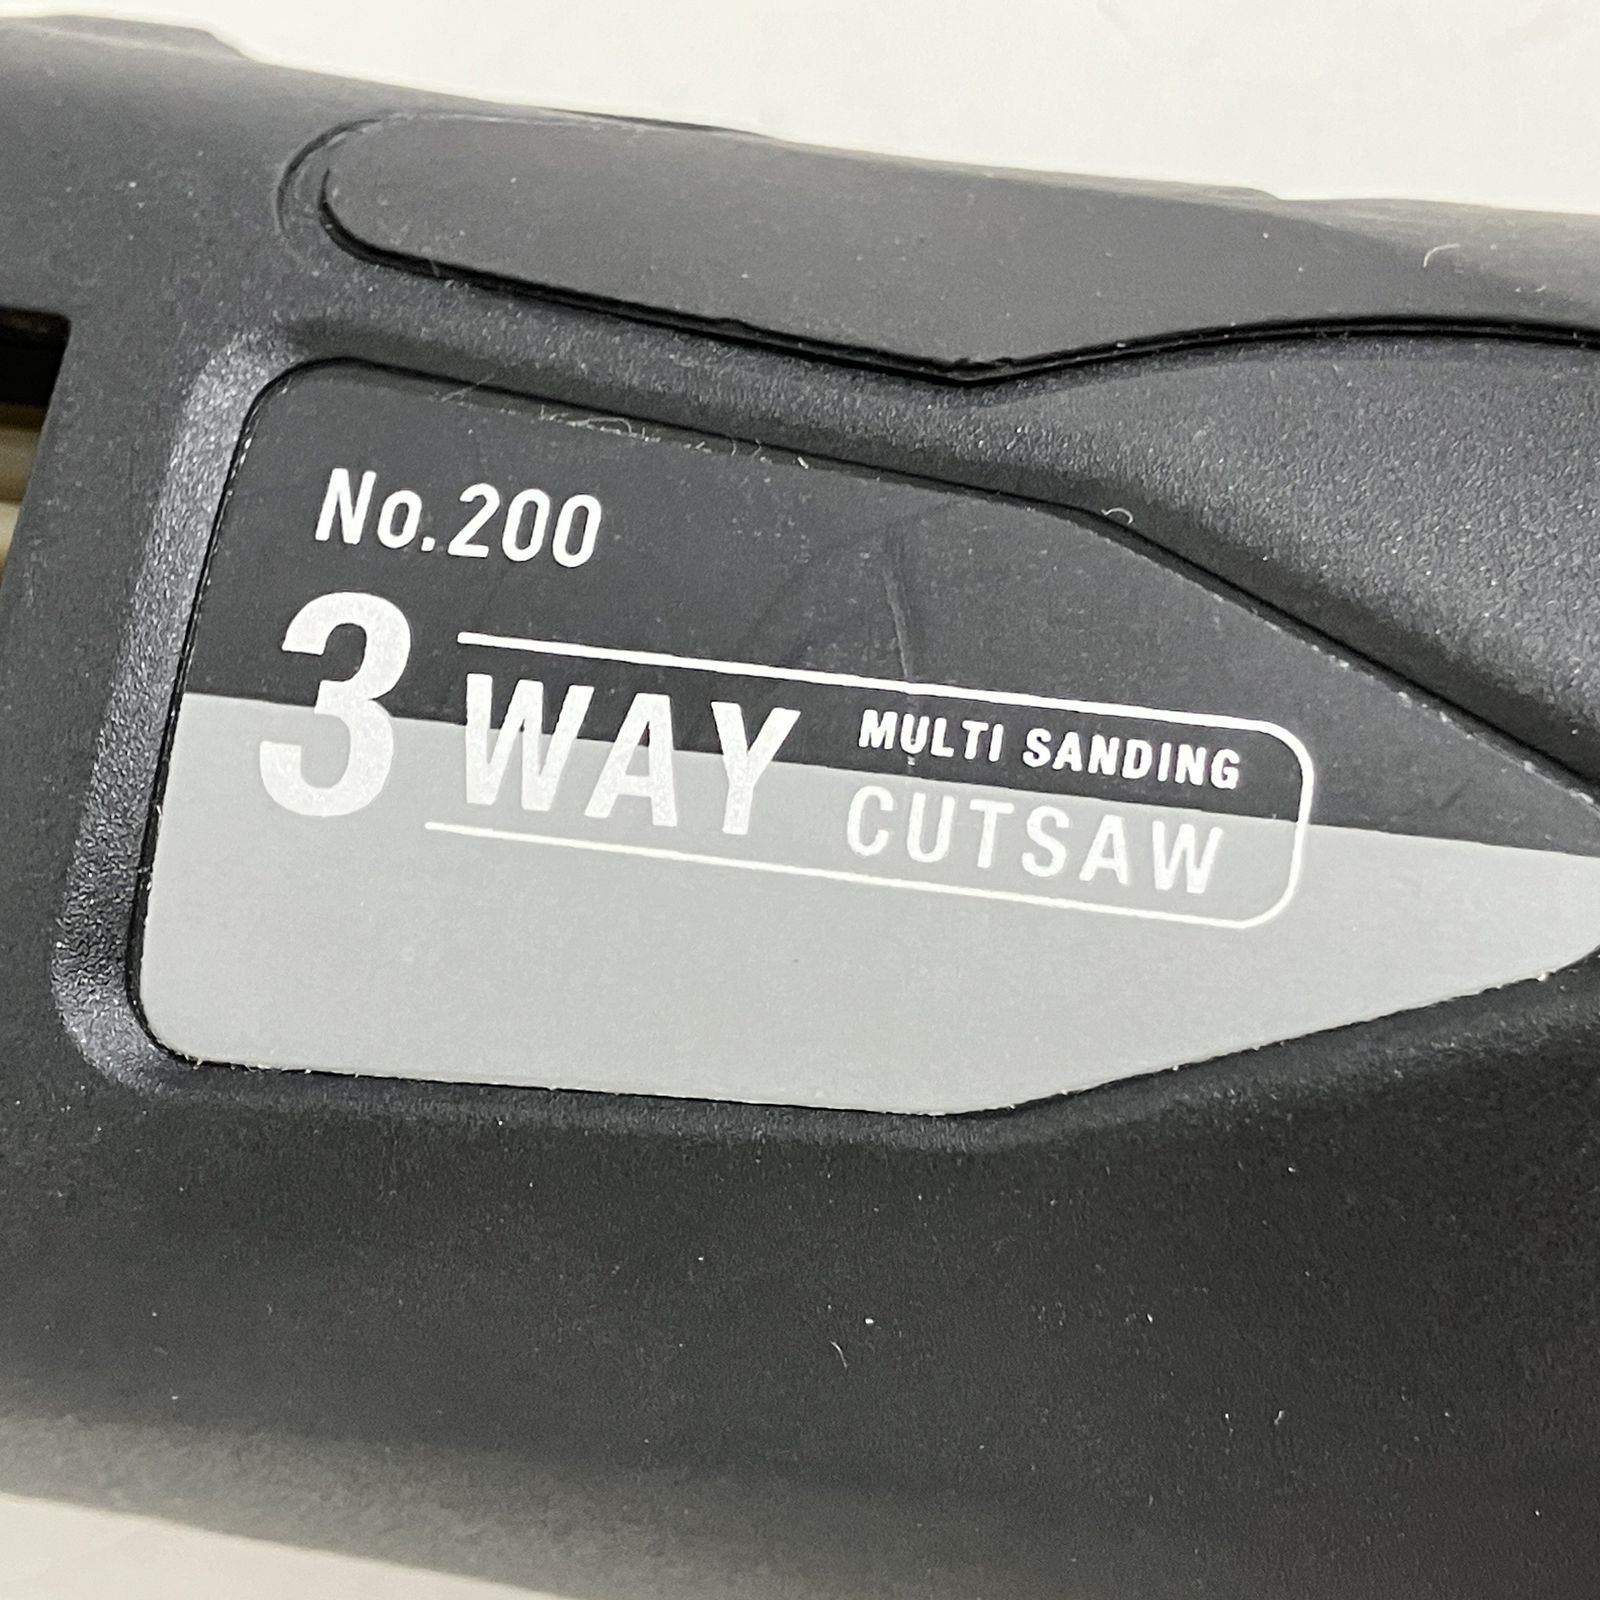 No.200
3 WAY MULTI SANDING
CUTSAW